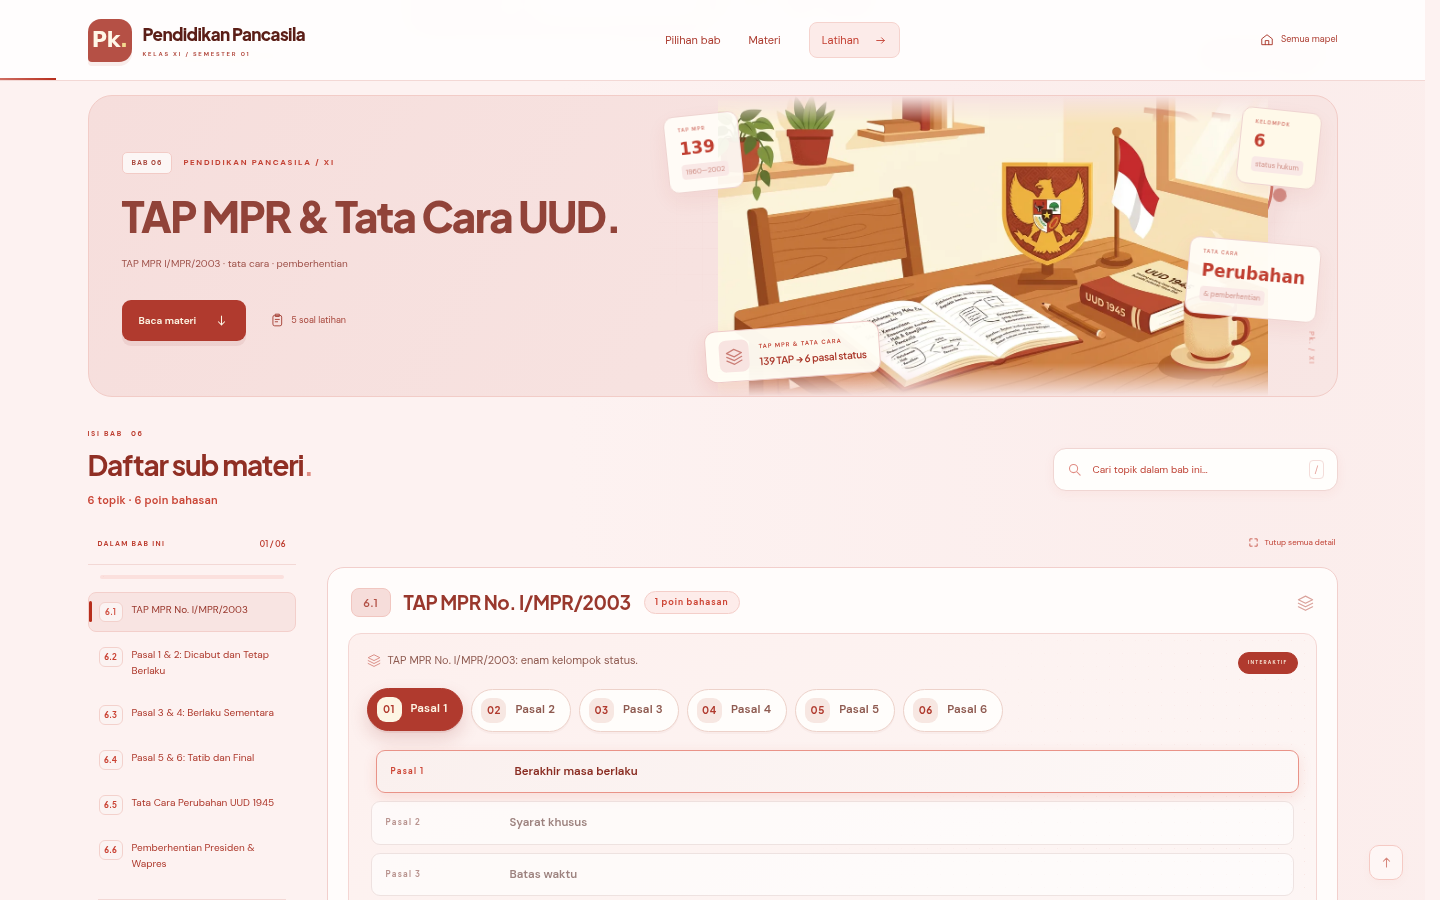 Pk.
Pendidikan Pancasila
KELAS XI / SEMESTER 01
Pilihan bab
Materi
Latihan
Semua mapel
BAB 06
PENDIDIKAN PANCASILA / XI
TAP MPR & Tata Cara UUD.
TAP MPR I/MPR/2003 · tata cara · pemberhentian
Baca materi
5 soal latihan
TAP MPR
139
1960—2002
KELOMPOK
6
status hukum
TATA CARA
Perubahan
& pemberhentian
UUD 1945
UUD 1945
TAP MPR & TATA CARA
139 TAP → 6 pasal status
Pk / XI
ISI BAB 06
Daftar sub materi.
6 topik · 6 poin bahasan
Cari topik dalam bab ini...
/
DALAM BAB INI
01 / 06
Tutup semua detail
6.1
TAP MPR No. I/MPR/2003
6.2
Pasal 1 & 2: Dicabut dan Tetap
Berlaku
6.3
Pasal 3 & 4: Berlaku Sementara
6.4
Pasal 5 & 6: Tatib dan Final
6.5
Tata Cara Perubahan UUD 1945
6.6
Pemberhentian Presiden &
Wapres
6.1
TAP MPR No. I/MPR/2003
1 poin bahasan
TAP MPR No. I/MPR/2003: enam kelompok status.
INTERAKTIF
01 Pasal 1
02 Pasal 2
03 Pasal 3
04 Pasal 4
05 Pasal 5
06 Pasal 6
Pasal 1 Berakhir masa berlaku
Pasal 2 Syarat khusus
Pasal 3 Batas waktu